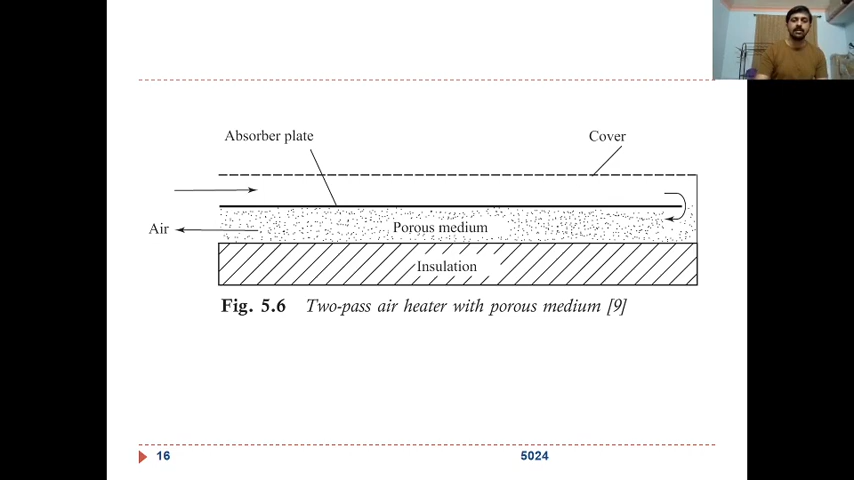 Absorber plate
Cover
Air
Porous medium
Insulation
Fig. 5.6 Two-pass air heater with porous medium [9]
16
5024